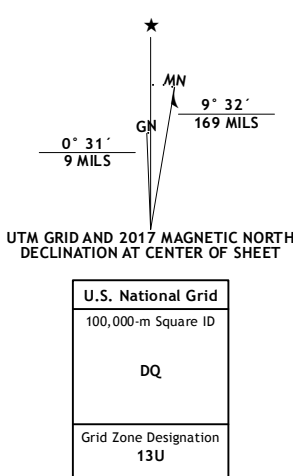 ★
MN
GN
9° 32´
169 MILS
0° 31´
9 MILS
UTM GRID AND 2017 MAGNETIC NORTH
DECLINATION AT CENTER OF SHEET
U.S. National Grid
100,000-m Square ID
DQ
Grid Zone Designation
13U